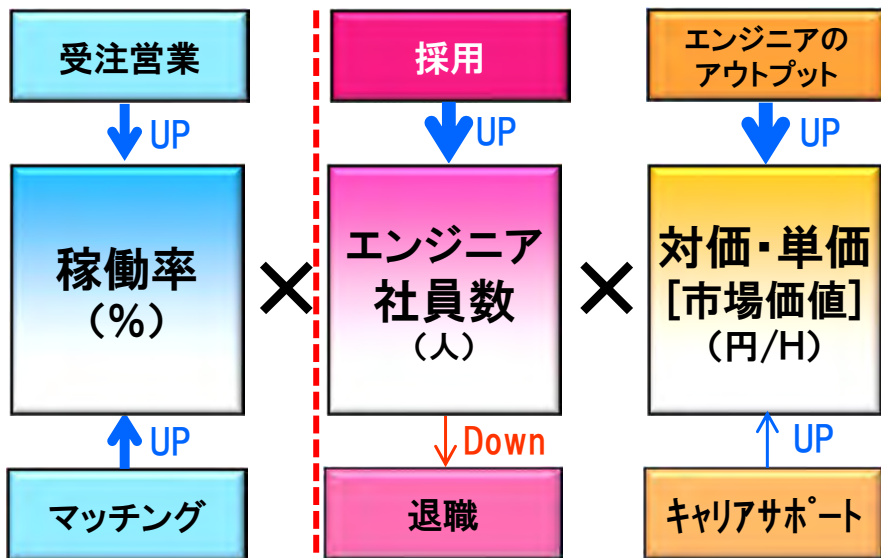 受注営業
採用
エンジニアの
アウトプット
UP
UP
UP
稼働率
(%)
×
エンジニア
社員数
(人)
×
対価・単価
[市場価値]
(円/H)
UP
Down
UP
マッチング
退職
キャリアサポート